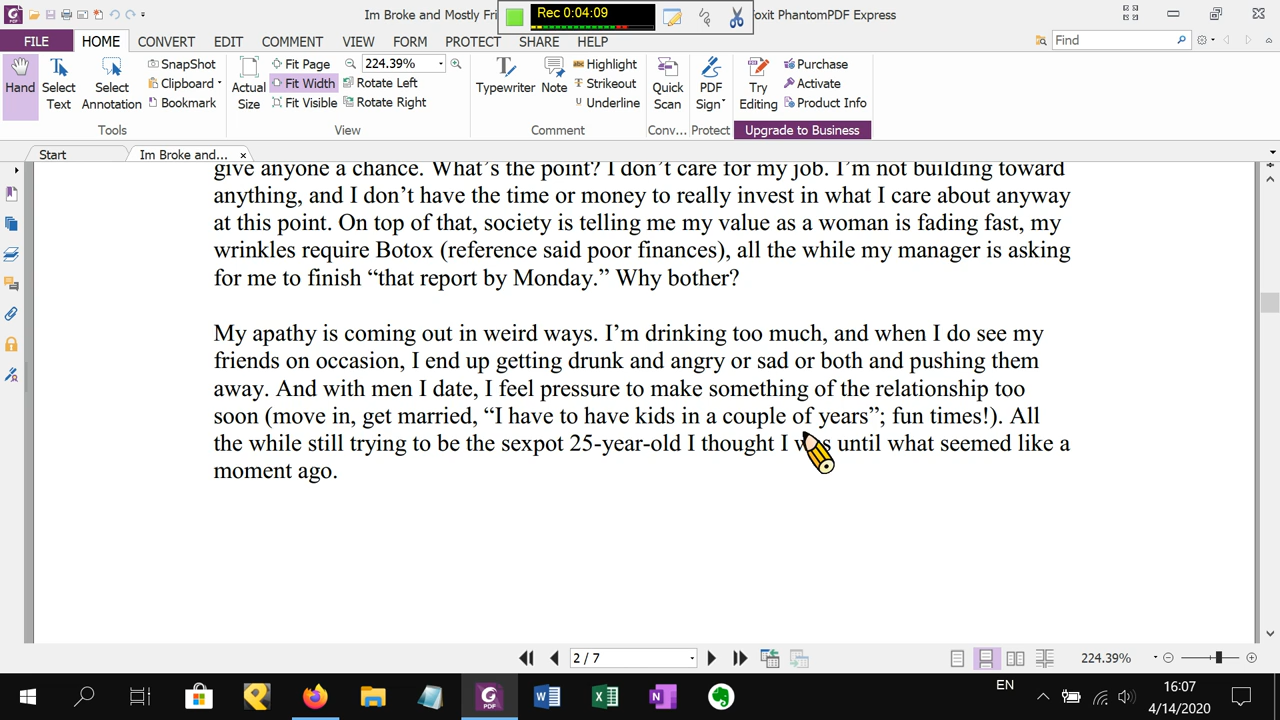 Im Broke and Mostly Fri
Rec 0:04:09
oxit PhantomPDF Express
FILE HOME CONVERT EDIT COMMENT VIEW FORM PROTECT SHARE HELP
Find
Hand
Select Text
Select Annotation
SnapShot
Clipboard
Bookmark
Actual Size
Fit Page
Fit Width
Fit Visible
224.39%
Rotate Left
Rotate Right
Typewriter
Note
Highlight
Strikeout
Underline
Quick Scan
PDF Sign
Try Editing
Purchase
Activate
Product Info
Tools View Comment Conv... Protect Upgrade to Business
Start Im Broke and...
give anyone a chance. What’s the point? I don’t care for my job. I’m not building toward
anything, and I don’t have the time or money to really invest in what I care about anyway
at this point. On top of that, society is telling me my value as a woman is fading fast, my
wrinkles require Botox (reference said poor finances), all the while my manager is asking
for me to finish “that report by Monday.” Why bother?
My apathy is coming out in weird ways. I’m drinking too much, and when I do see my
friends on occasion, I end up getting drunk and angry or sad or both and pushing them
away. And with men I date, I feel pressure to make something of the relationship too
soon (move in, get married, “I have to have kids in a couple of years”; fun times!). All
the while still trying to be the sexpot 25-year-old I thought I was until what seemed like a
moment ago.
2 / 7
224.39%
EN
16:07
4/14/2020